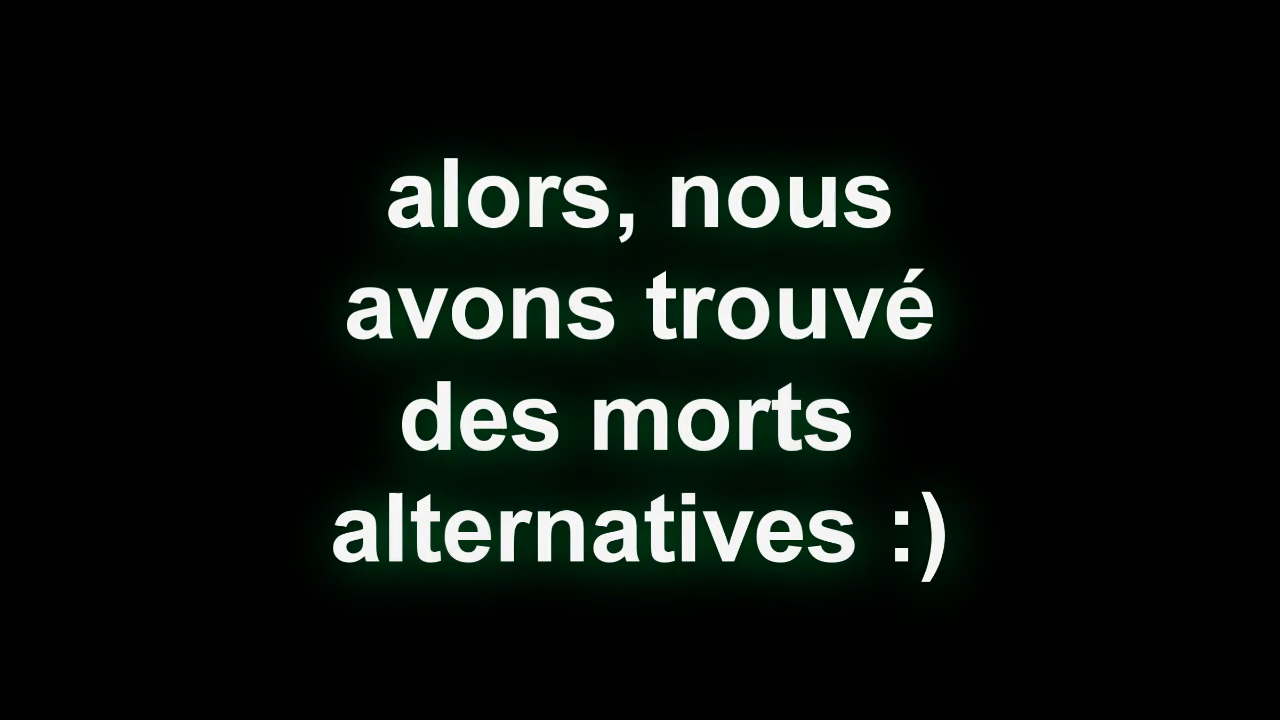 alors, nous
avons trouvé
des morts
alternatives :)